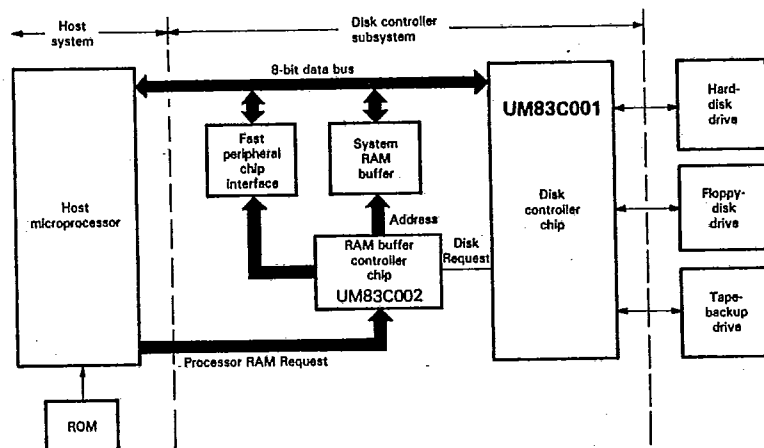 Host
system
Disk controller
subsystem
8-bit data bus
Host
microprocessor
Fast
peripheral
chip
interface
System
RAM
buffer
Address
RAM buffer
controller
chip
UM83C002
Disk
Request
UM83C001
Disk
controller
chip
Hard-
disk
drive
Floppy-
disk
drive
Tape-
backup
drive
Processor RAM Request
ROM